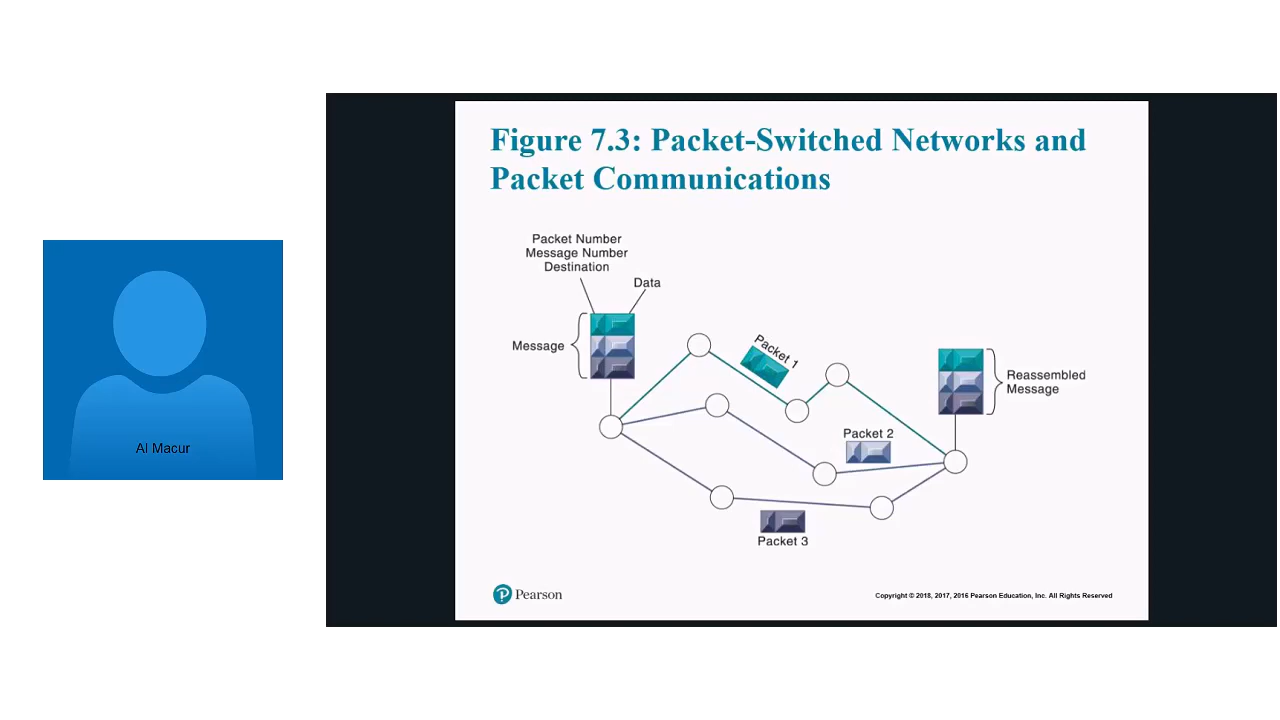 Figure 7.3: Packet-Switched Networks and
Packet Communications
Packet Number
Message Number
Destination
Data
Message
Packet 1
Reassembled
Message
Packet 2
Al Macur
Packet 3
Pearson
Copyright © 2018, 2017, 2016 Pearson Education, Inc. All Rights Reserved